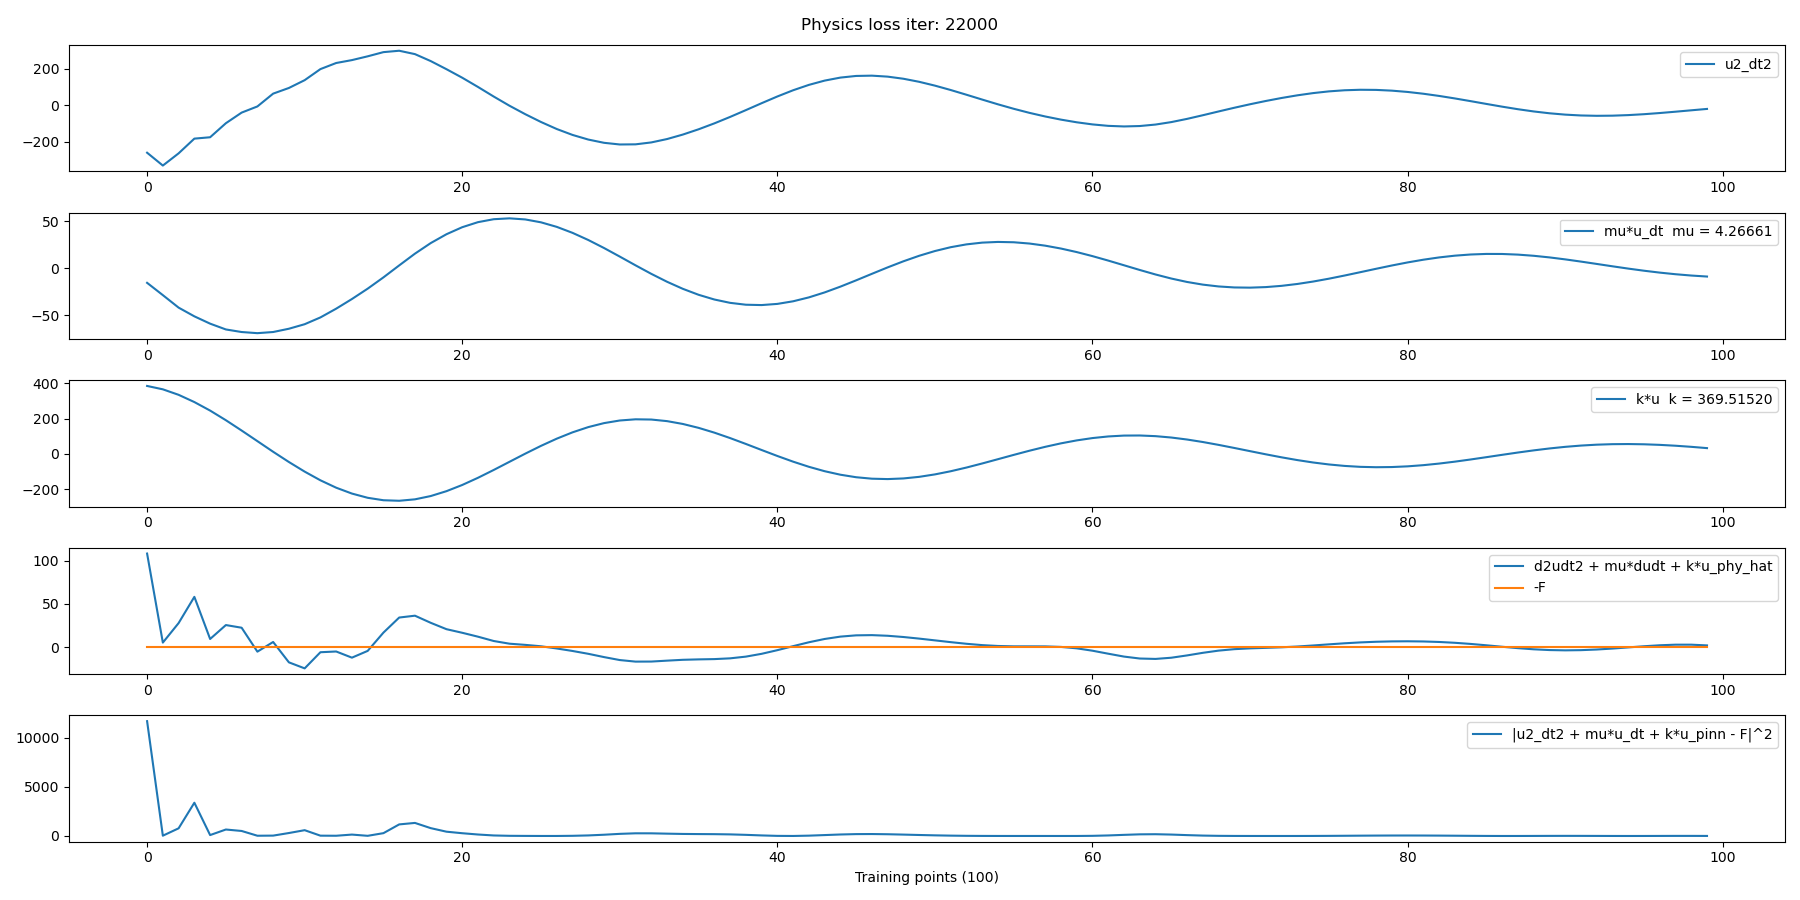 Physics loss iter: 22000
200
0
−200
u2_dt2
0 20 40 60 80 100
50
0
−50
mu*u_dt mu = 4.26661
0 20 40 60 80 100
400
200
0
−200
k*u k = 369.51520
0 20 40 60 80 100
100
50
0
d2udt2 + mu*dudt + k*u_phy_hat
-F
0 20 40 60 80 100
10000
5000
0
|u2_dt2 + mu*u_dt + k*u_pinn - F|^2
0 20 40 60 80 100
Training points (100)